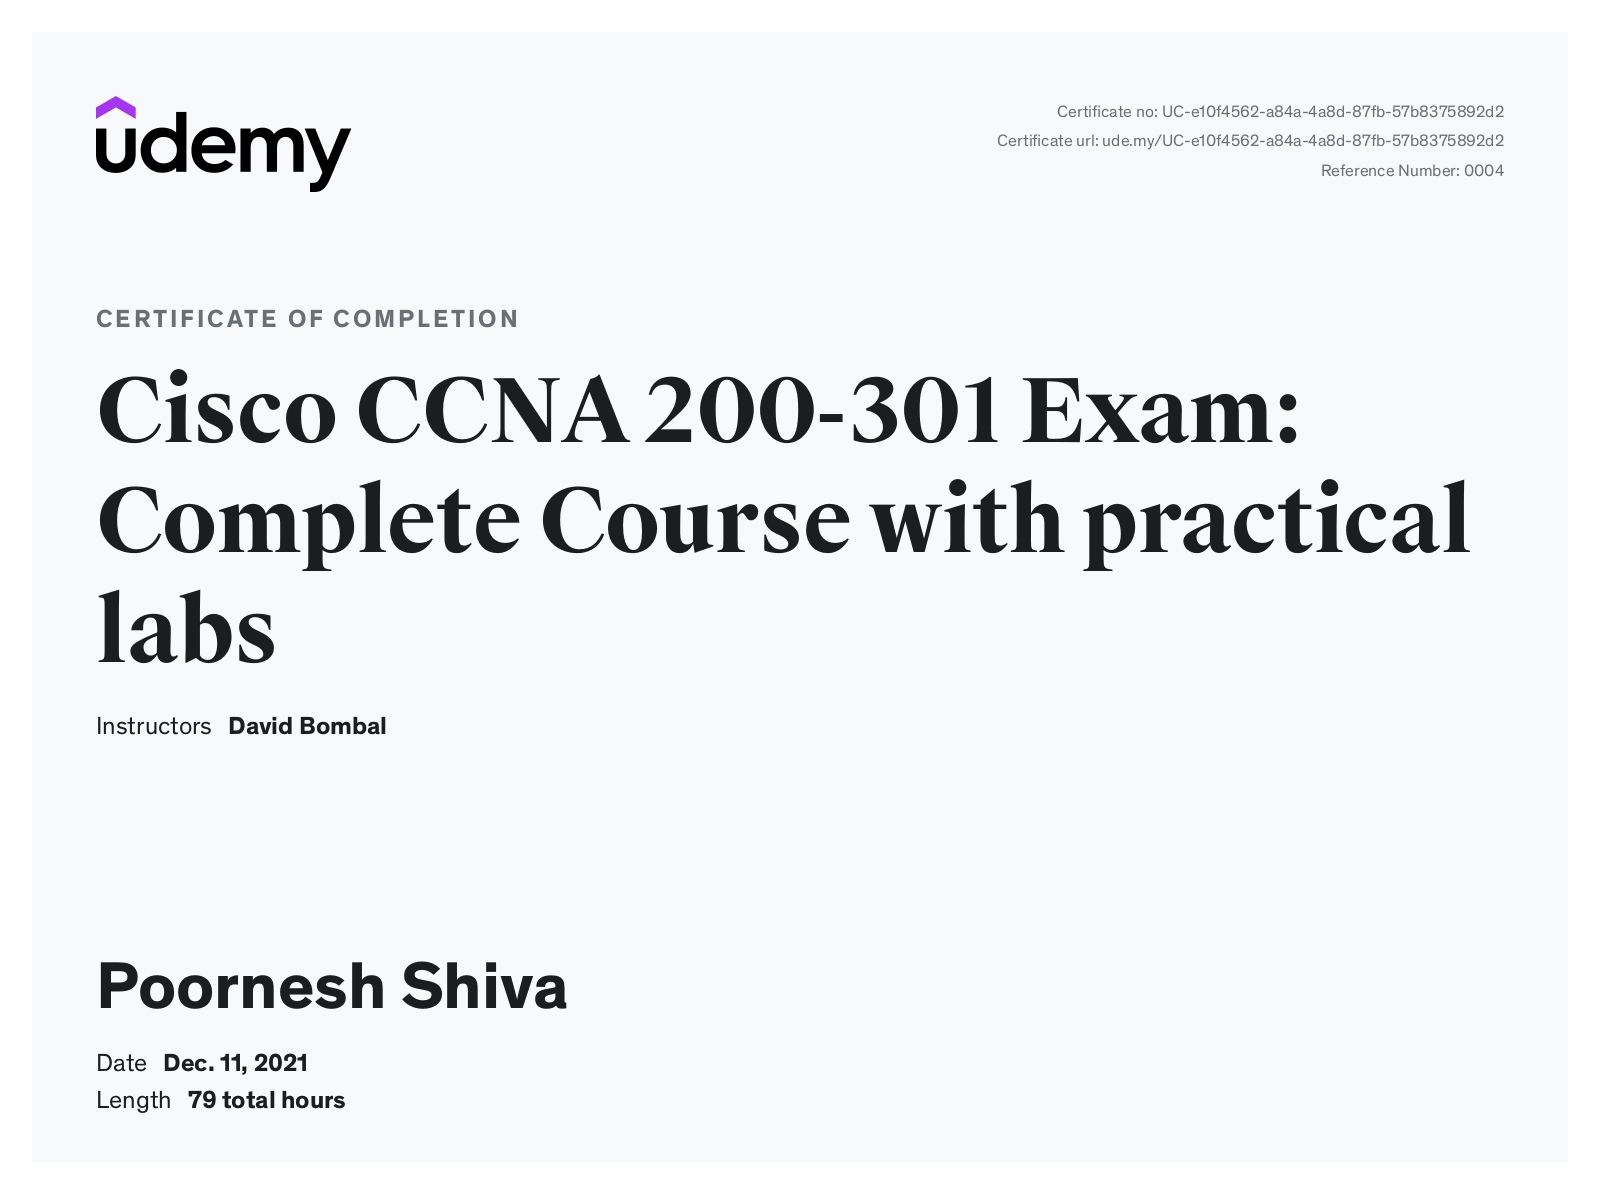 udemy
Certificate no: UC-e10f4562-a84a-4a8d-87fb-57b8375892d2
Certificate url: ude.my/UC-e10f4562-a84a-4a8d-87fb-57b8375892d2
Reference Number: 0004
CERTIFICATE OF COMPLETION
Cisco CCNA 200-301 Exam:
Complete Course with practical
labs
Instructors David Bombal
Poornesh Shiva
Date Dec. 11, 2021
Length 79 total hours